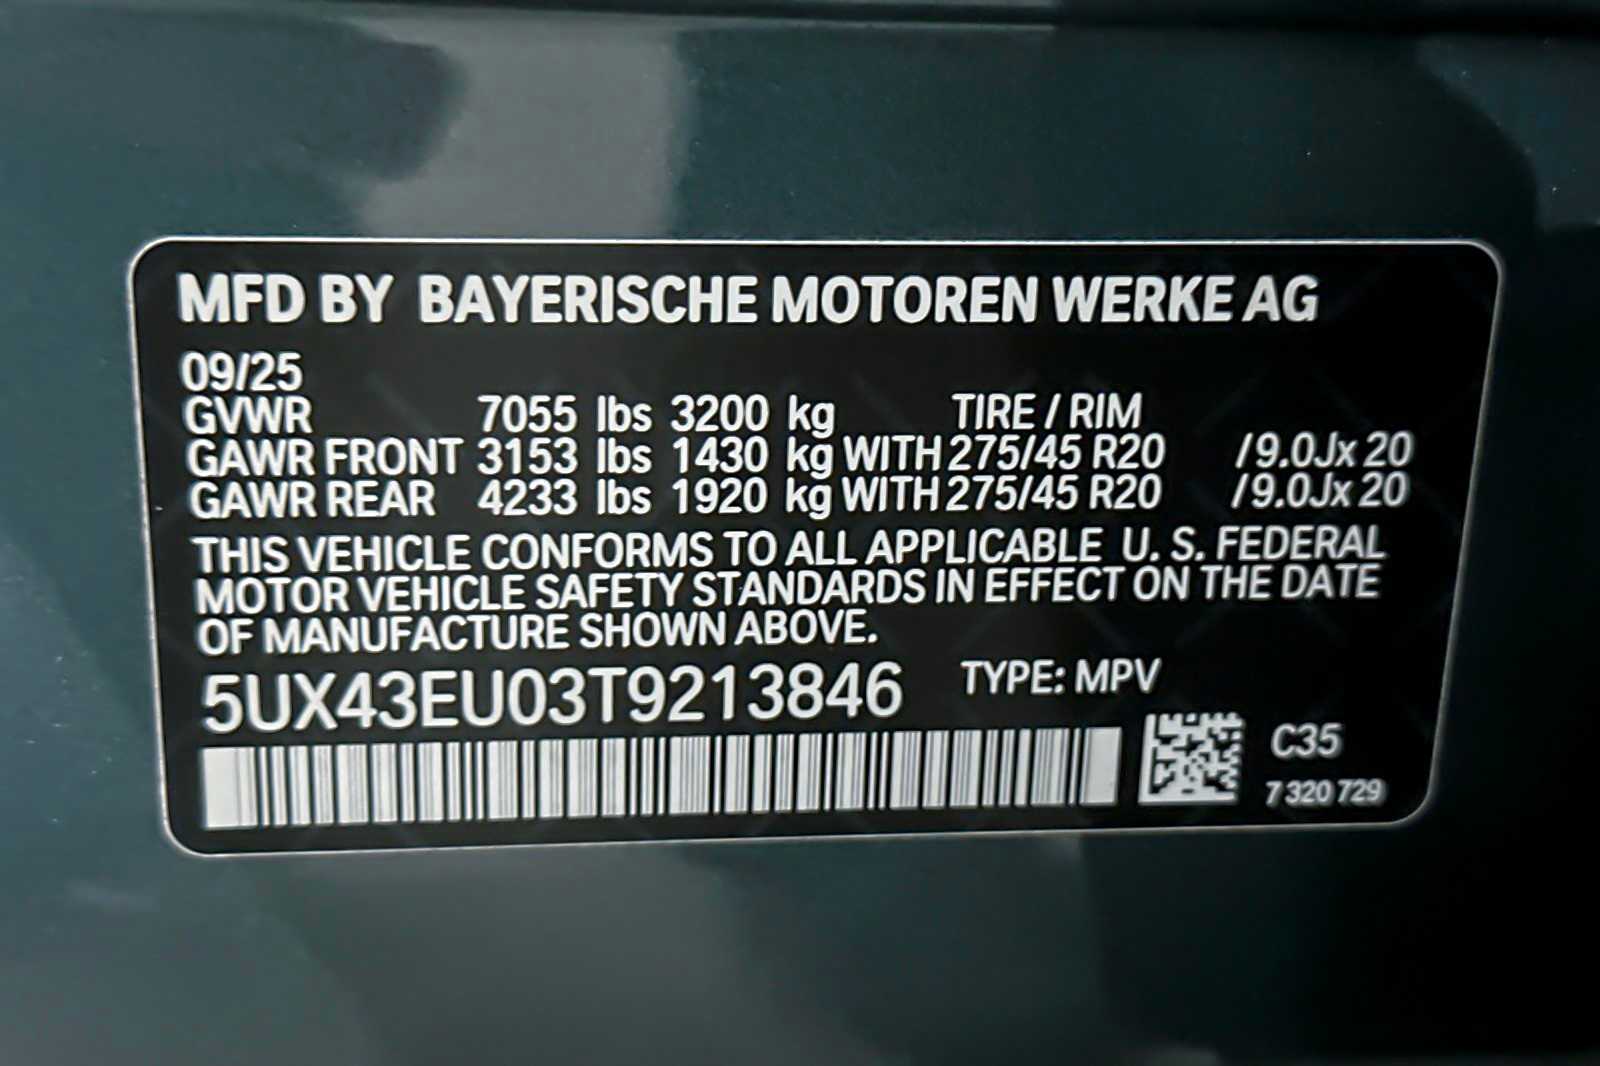 MFD BY BAYERISCHE MOTOREN WERKE AG
09/25
GVWR 7055 lbs 3200 kg TIRE / RIM
GAWR FRONT 3153 lbs 1430 kg WITH 275/45 R20 / 9.0Jx 20
GAWR REAR 4233 lbs 1920 kg WITH 275/45 R20 / 9.0Jx 20
THIS VEHICLE CONFORMS TO ALL APPLICABLE U. S. FEDERAL
MOTOR VEHICLE SAFETY STANDARDS IN EFFECT ON THE DATE
OF MANUFACTURE SHOWN ABOVE.
5UX43EU03T9213846 TYPE: MPV
C35
7 320 729